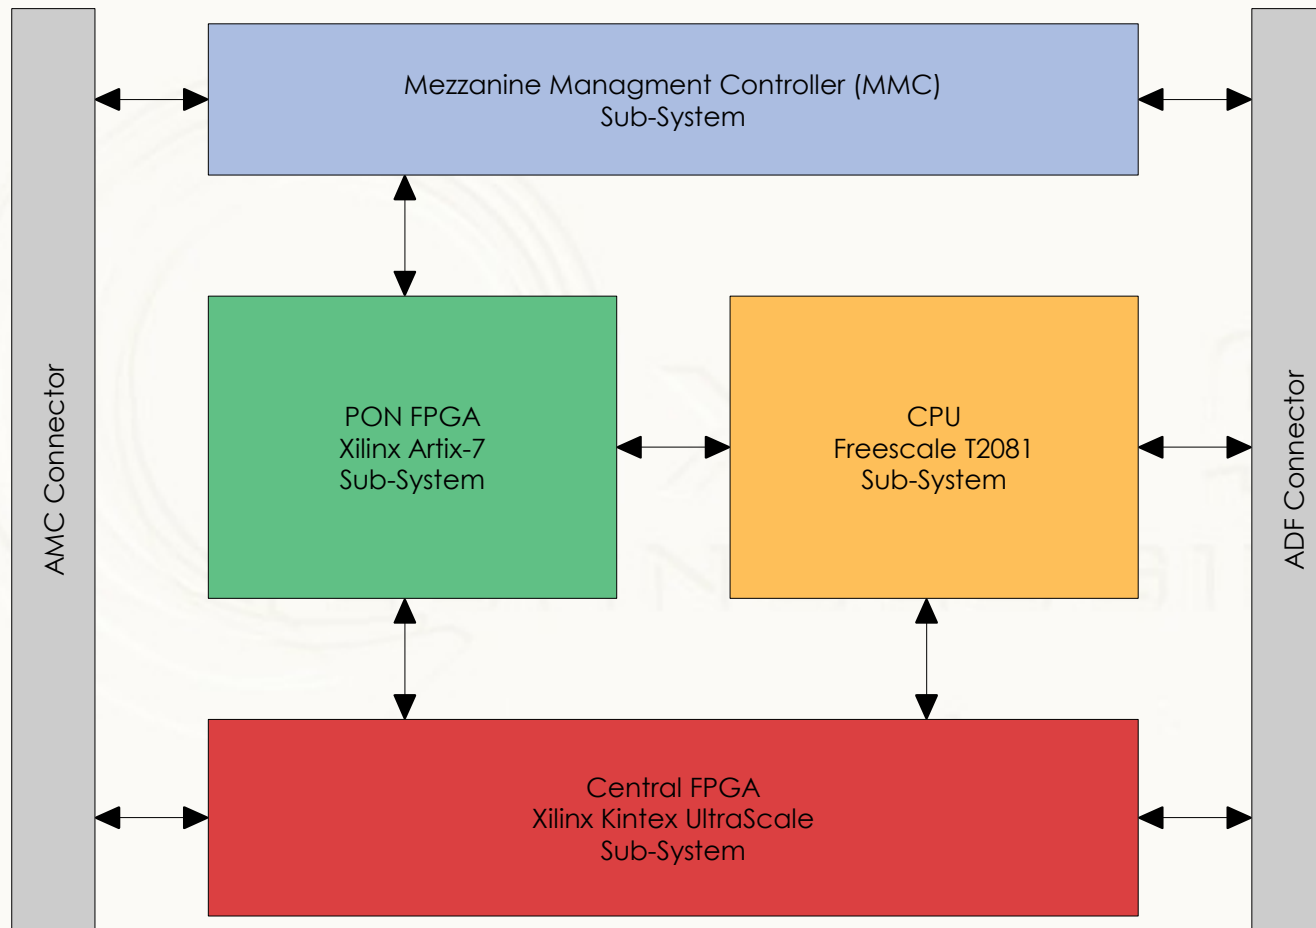 Mezzanine Managment Controller (MMC)
Sub-System
AMC Connector
PON FPGA
Xilinx Artix-7
Sub-System
CPU
Freescale T2081
Sub-System
ADF Connector
Central FPGA
Xilinx Kintex UltraScale
Sub-System